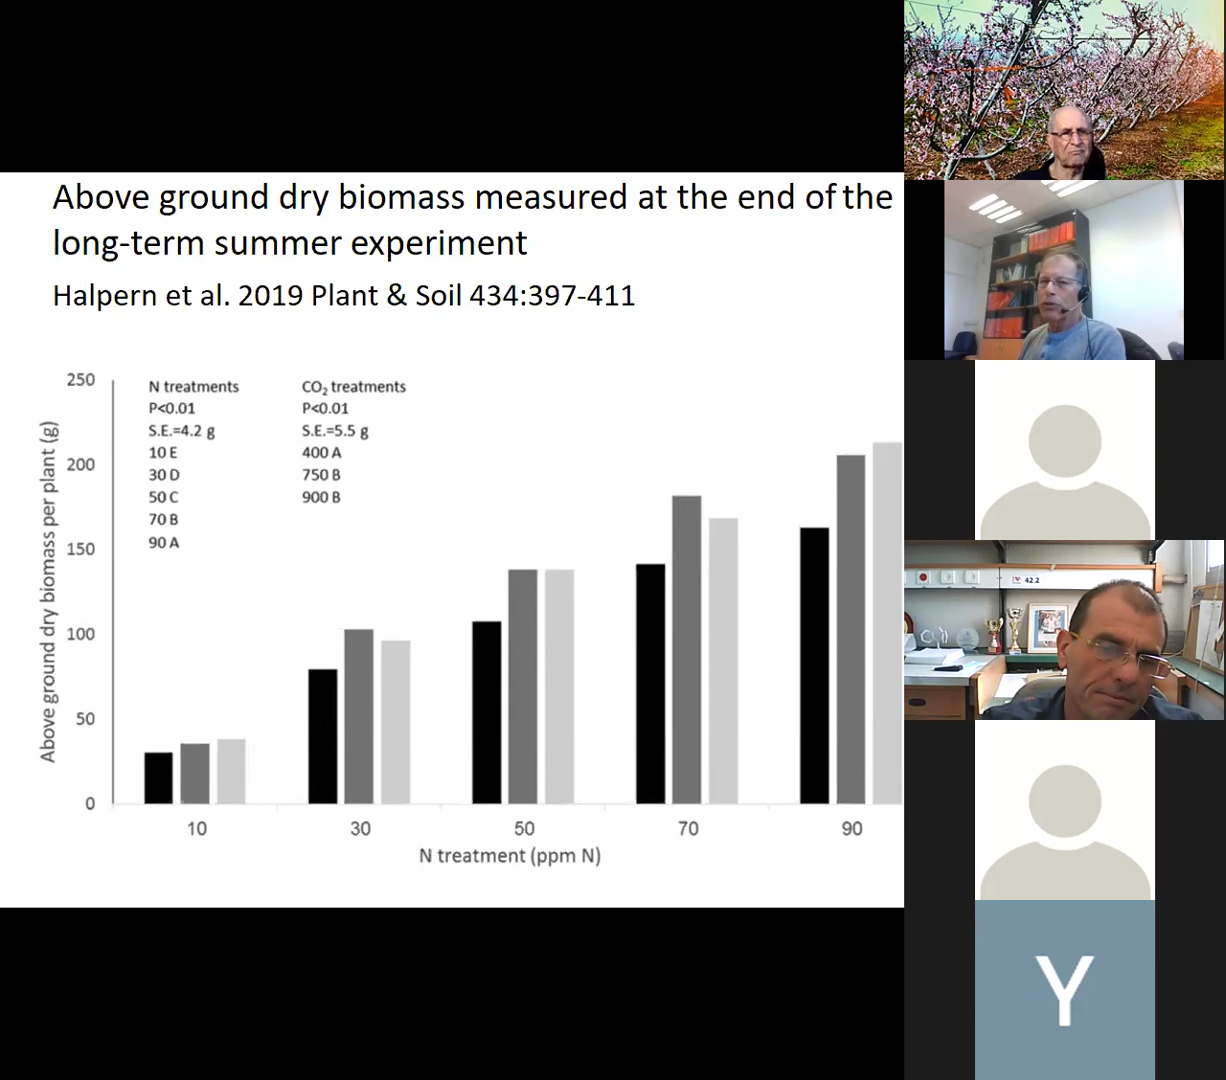 Above ground dry biomass measured at the end of the
long-term summer experiment
Halpern et al. 2019 Plant & Soil 434:397-411
Above ground dry biomass per plant (g)
250
200
150
100
50
0
N treatments
P<0.01
S.E.=4.2 g
10 E
30 D
50 C
70 B
90 A
CO₂ treatments
P<0.01
S.E.=5.5 g
400 A
750 B
900 B
10 30 50 70 90
N treatment (ppm N)
42.2
Y